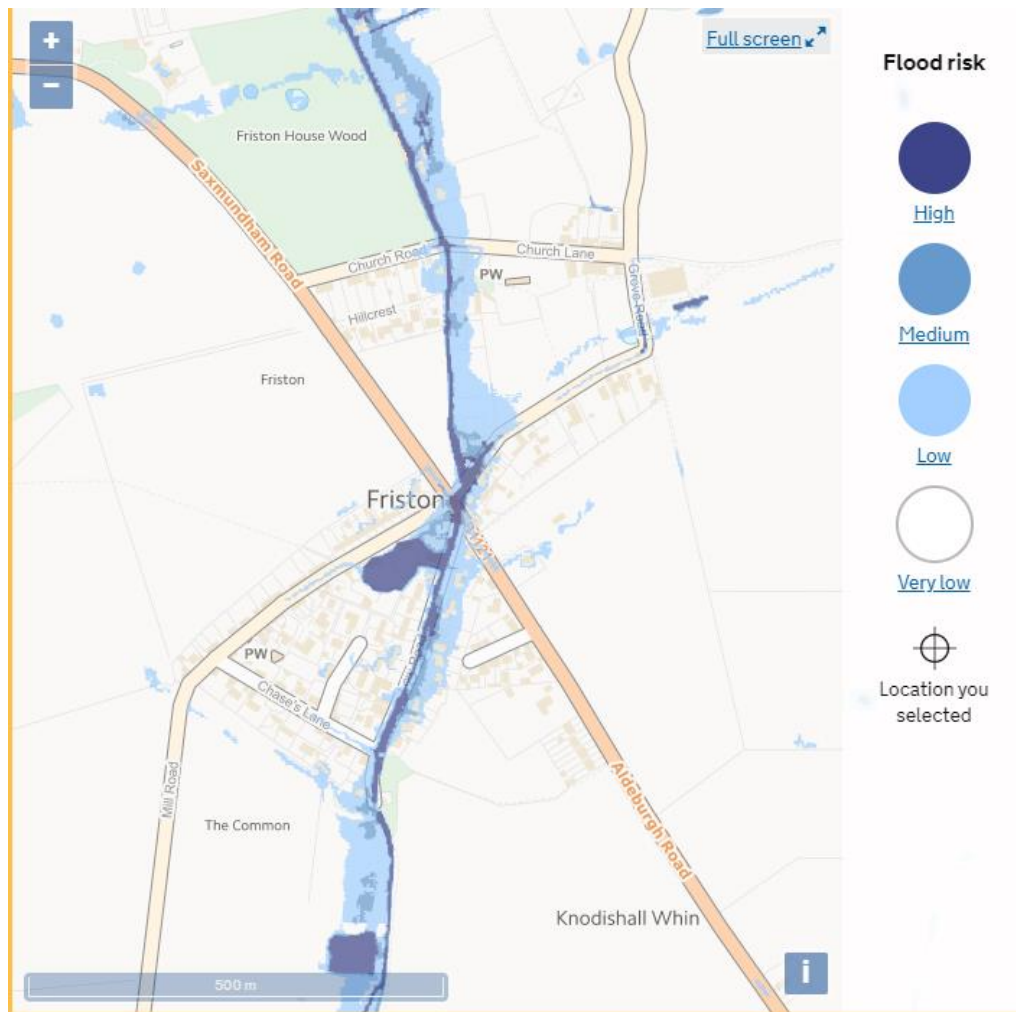 +
−
Full screen
Friston House Wood
Saxmundham Road
Church Road
Church Lane
PW
Grove Road
Hillcrest
Friston
Friston
PW
Chase's Lane
Mill Road
The Common
Aldeburgh Road
Knodishall Whin
500 m
i
Flood risk
High
Medium
Low
Very low
Location you
selected